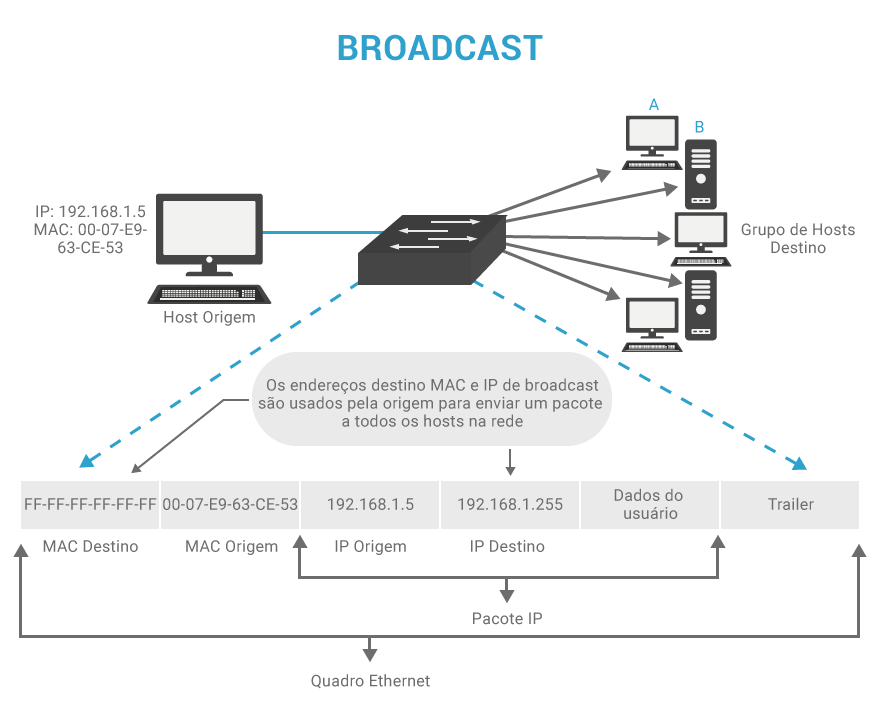 BROADCAST
A
B
IP: 192.168.1.5
MAC: 00-07-E9-
63-CE-53
Grupo de Hosts
Destino
Host Origem
Os endereços destino MAC e IP de broadcast
são usados pela origem para enviar um pacote
a todos os hosts na rede
FF-FF-FF-FF-FF-FF
00-07-E9-63-CE-53
192.168.1.5
192.168.1.255
Dados do
usuário
Trailer
MAC Destino
MAC Origem
IP Origem
IP Destino
Pacote IP
Quadro Ethernet